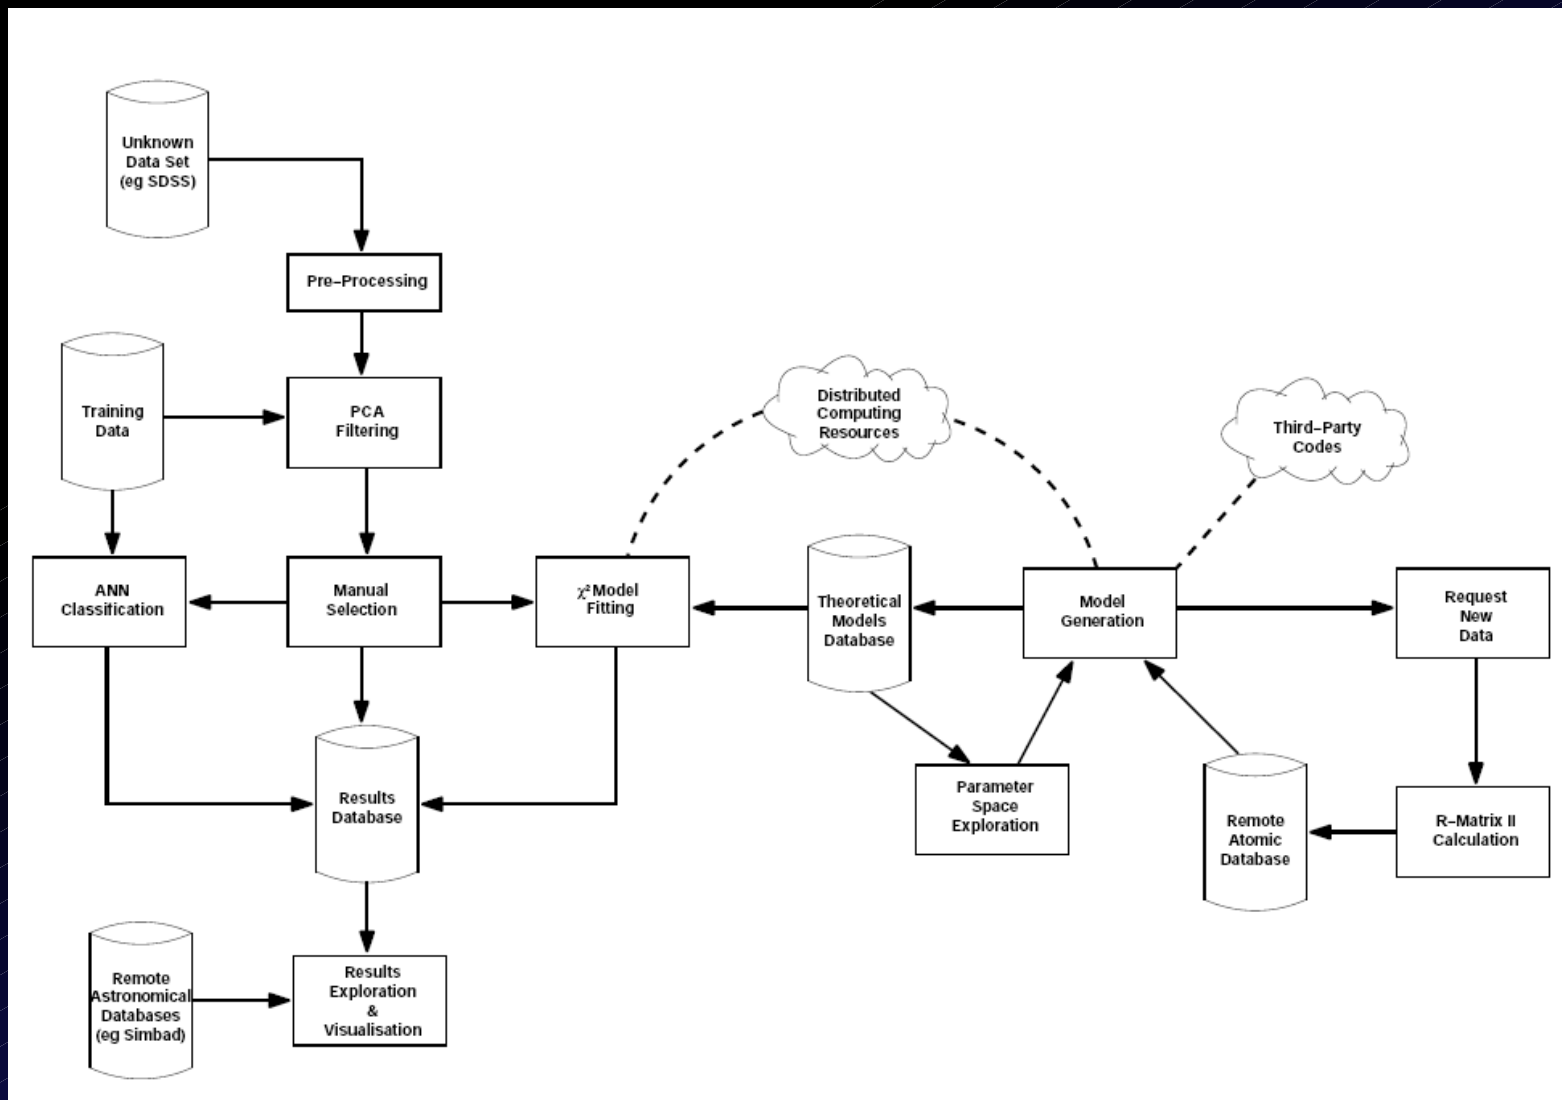 Unknown
Data Set
(eg SDSS)
Pre–Processing
Training
Data
PCA
Filtering
Distributed
Computing
Resources
Third–Party
Codes
ANN
Classification
Manual
Selection
χ² Model
Fitting
Theoretical
Models
Database
Model
Generation
Request
New
Data
Results
Database
Parameter
Space
Exploration
Remote
Atomic
Database
R–Matrix II
Calculation
Remote
Astronomical
Databases
(eg Simbad)
Results
Exploration
&
Visualisation